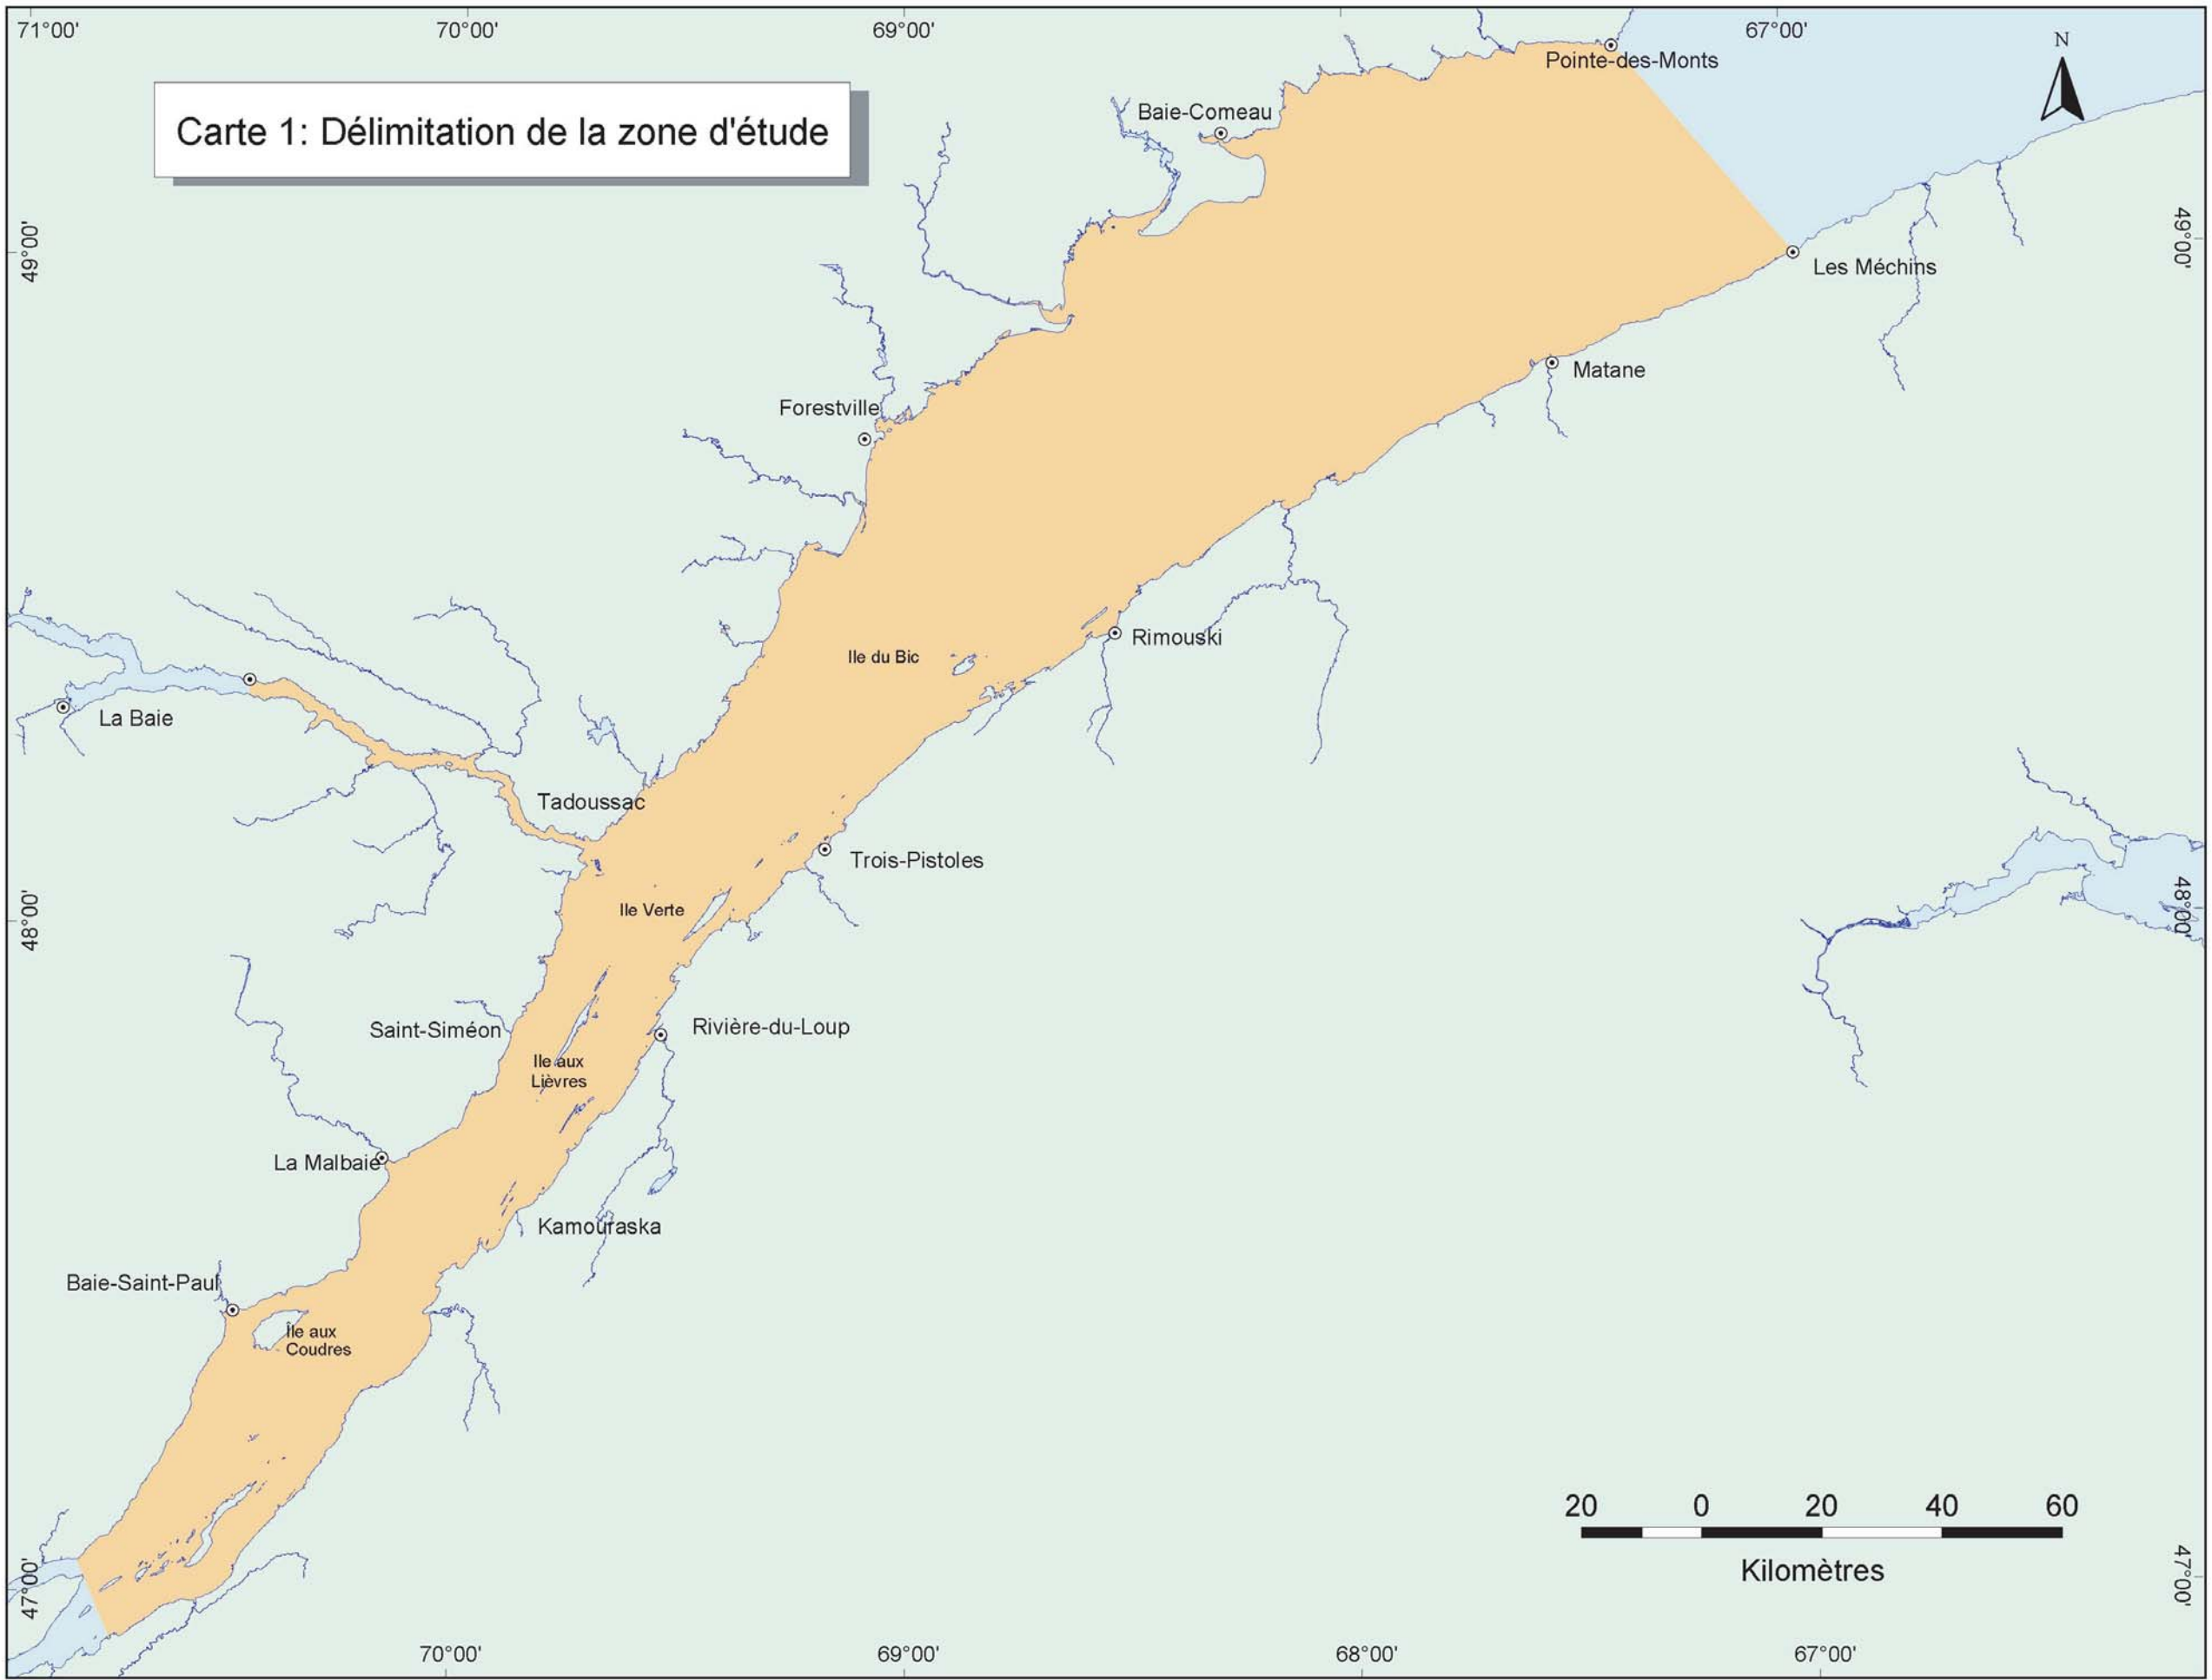 71°00'
70°00'
69°00'
67°00'
N
Carte 1: Délimitation de la zone d'étude
Pointe-des-Monts
Baie-Comeau
49°00'
49°00'
Les Méchins
Matane
Forestville
Rimouski
Ile du Bic
La Baie
Tadoussac
Trois-Pistoles
48°00'
48°00'
Ile Verte
Saint-Siméon
Rivière-du-Loup
Ile aux
Lièvres
La Malbaie
Kamouraska
Baie-Saint-Paul
Île aux
Coudres
20 0 20 40 60
Kilomètres
47°00'
47°00'
70°00'
69°00'
68°00'
67°00'